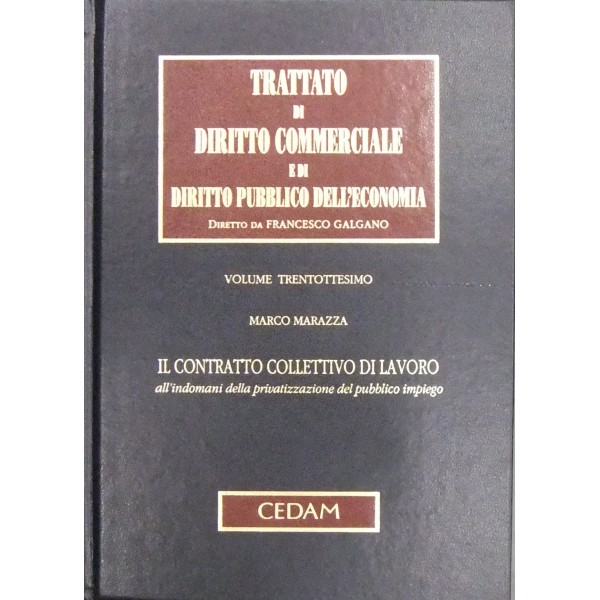 TRATTATO
DI
DIRITTO COMMERCIALE
E DI
DIRITTO PUBBLICO DELL'ECONOMIA
DIRETTO DA FRANCESCO GALGANO
VOLUME TRENTOTTESIMO
MARCO MARAZZA
IL CONTRATTO COLLETTIVO DI LAVORO
all'indomani della privatizzazione del pubblico impiego
CEDAM